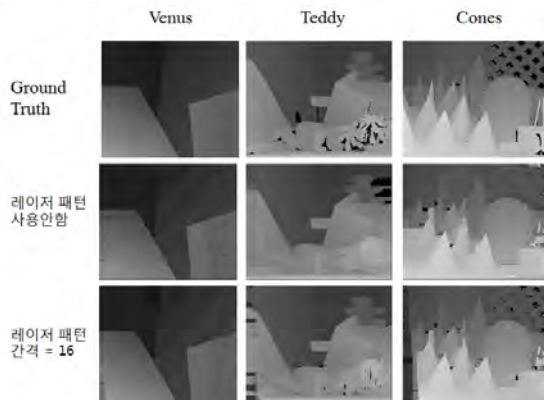 Venus Teddy Cones
Ground
Truth
레이저 패턴
사용안함
레이저 패턴
간격 = 16